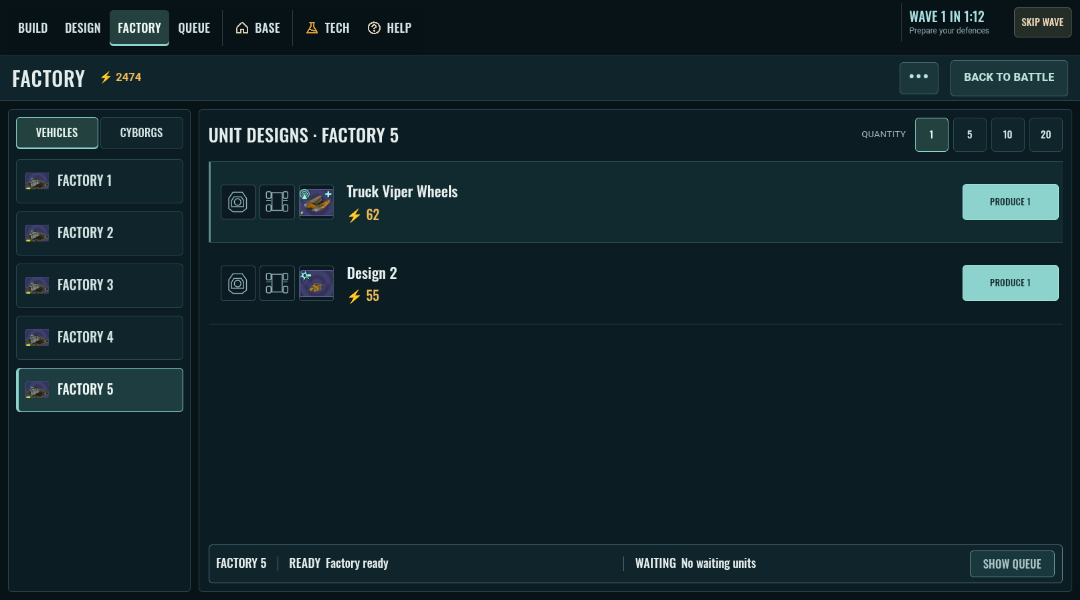 BUILD DESIGN FACTORY QUEUE BASE TECH HELP
WAVE 1 IN 1:12
Prepare your defences
SKIP WAVE
FACTORY
2474
BACK TO BATTLE
VEHICLES CYBORGS
FACTORY 1
FACTORY 2
FACTORY 3
FACTORY 4
FACTORY 5
UNIT DESIGNS · FACTORY 5
QUANTITY 1 5 10 20
Truck Viper Wheels
62
PRODUCE 1
Design 2
55
PRODUCE 1
FACTORY 5 READY Factory ready WAITING No waiting units SHOW QUEUE